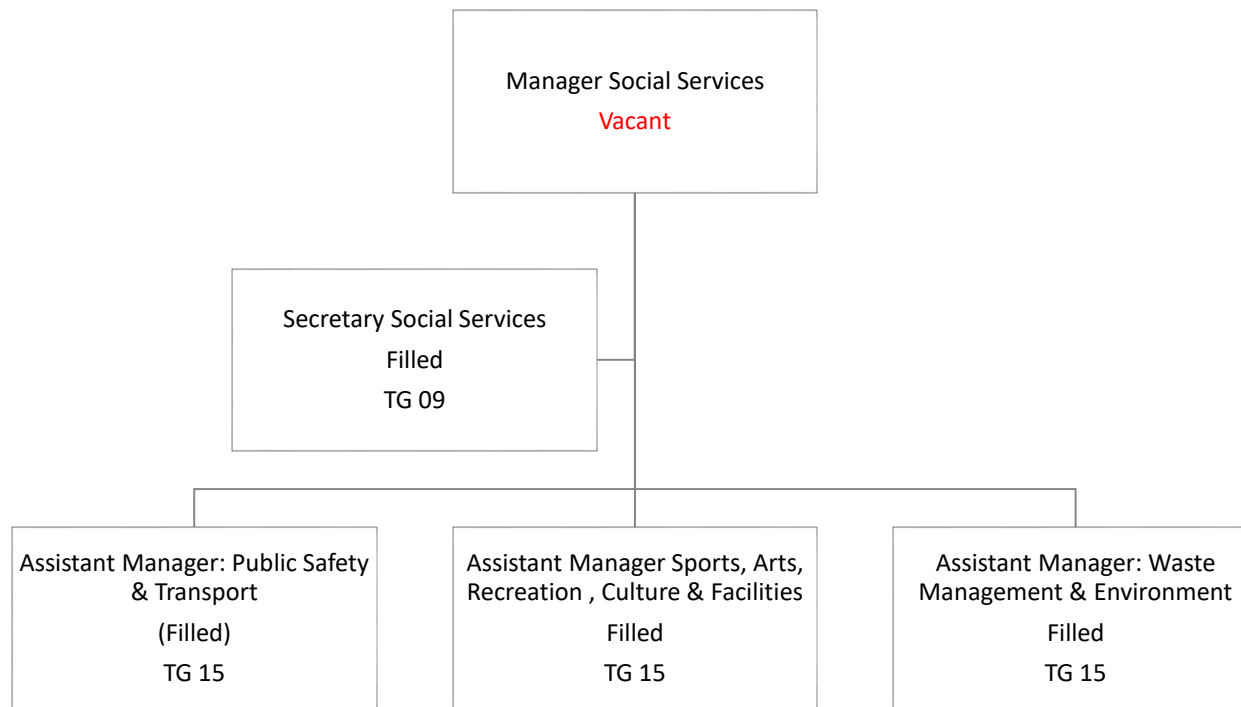 Manager Social Services
Vacant
Secretary Social Services
Filled
TG 09
Assistant Manager: Public Safety
& Transport
(Filled)
TG 15
Assistant Manager Sports, Arts,
Recreation , Culture & Facilities
Filled
TG 15
Assistant Manager: Waste
Management & Environment
Filled
TG 15